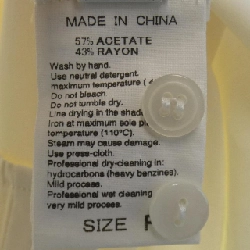 MADE IN CHINA
57% ACETATE
43% RAYON
Wash by hand.
Use neutral detergent
maximum temperature
Do not bleach.
Do not tumble dry.
Line drying in the shade
Iron at maximum sole
temperature (110°C).
Steam may cause damage.
Use press-cloth.
Professional dry-cleaning in:
hydrocarbons (heavy benzines).
Mild process.
Professional wet cleaning
very mild process.
SIZE